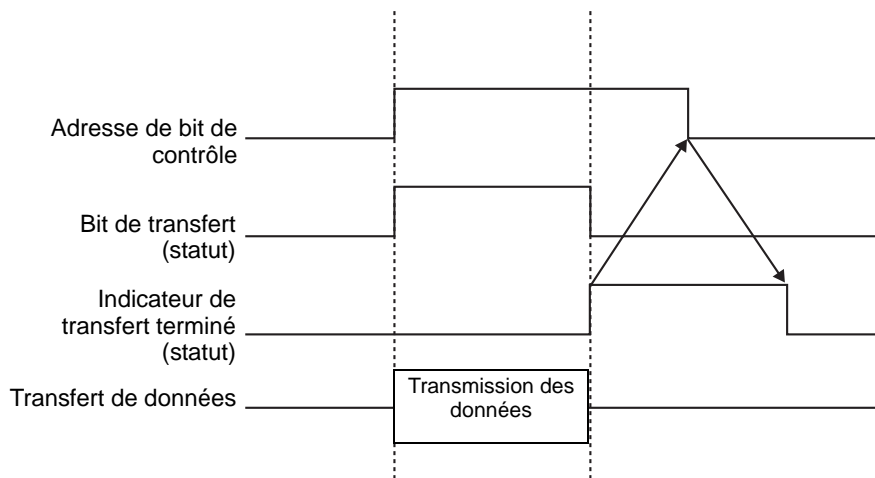 Adresse de bit de
contrôle
Bit de transfert
(statut)
Indicateur de
transfert terminé
(statut)
Transfert de données
Transmission des
données